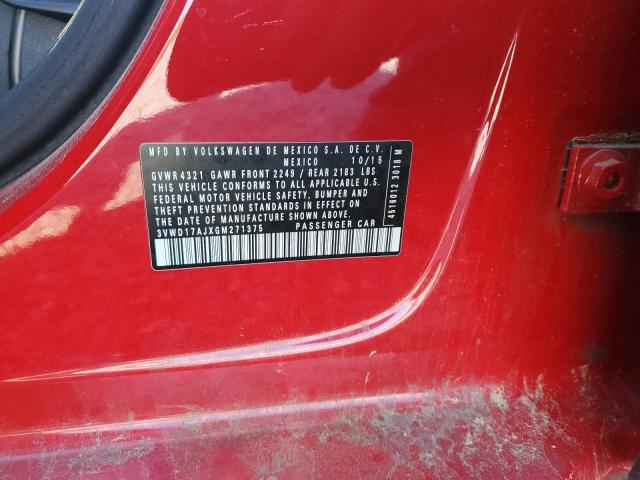 MFD BY VOLKSWAGEN DE MEXICO S.A. DE C.V.
MEXICO 10/15
GVWR 4321 GAWR FRONT 2249 / REAR 2183 LBS
THIS VEHICLE CONFORMS TO ALL APPLICABLE U.S.
FEDERAL MOTOR VEHICLE SAFETY, BUMPER AND
THEFT PREVENTION STANDARDS IN EFFECT ON
THE DATE OF MANUFACTURE SHOWN ABOVE.
3VWD17AJXGM271375 PASSENGER CAR
4516012 3018 M